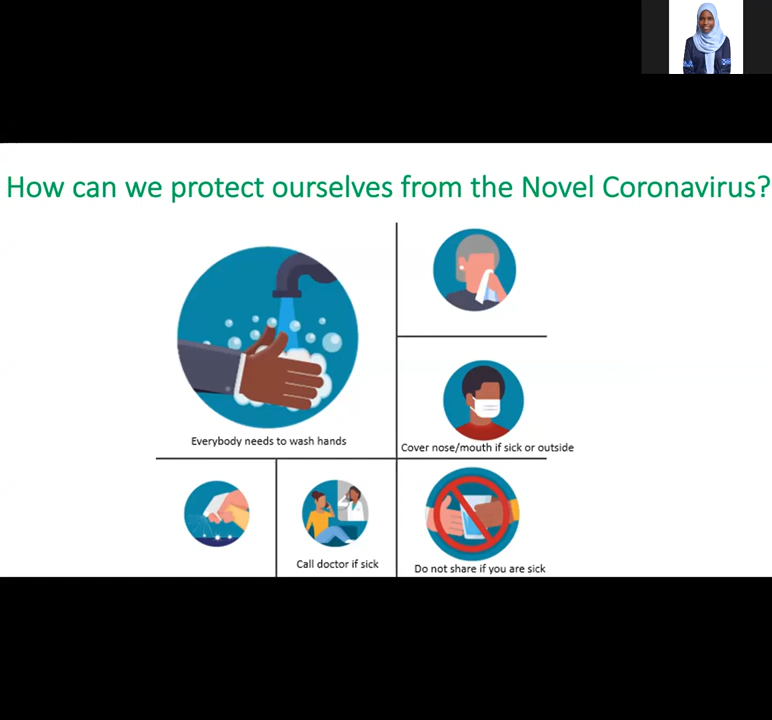 How can we protect ourselves from the Novel Coronavirus?
Everybody needs to wash hands
Cover nose/mouth if sick or outside
Call doctor if sick
Do not share if you are sick